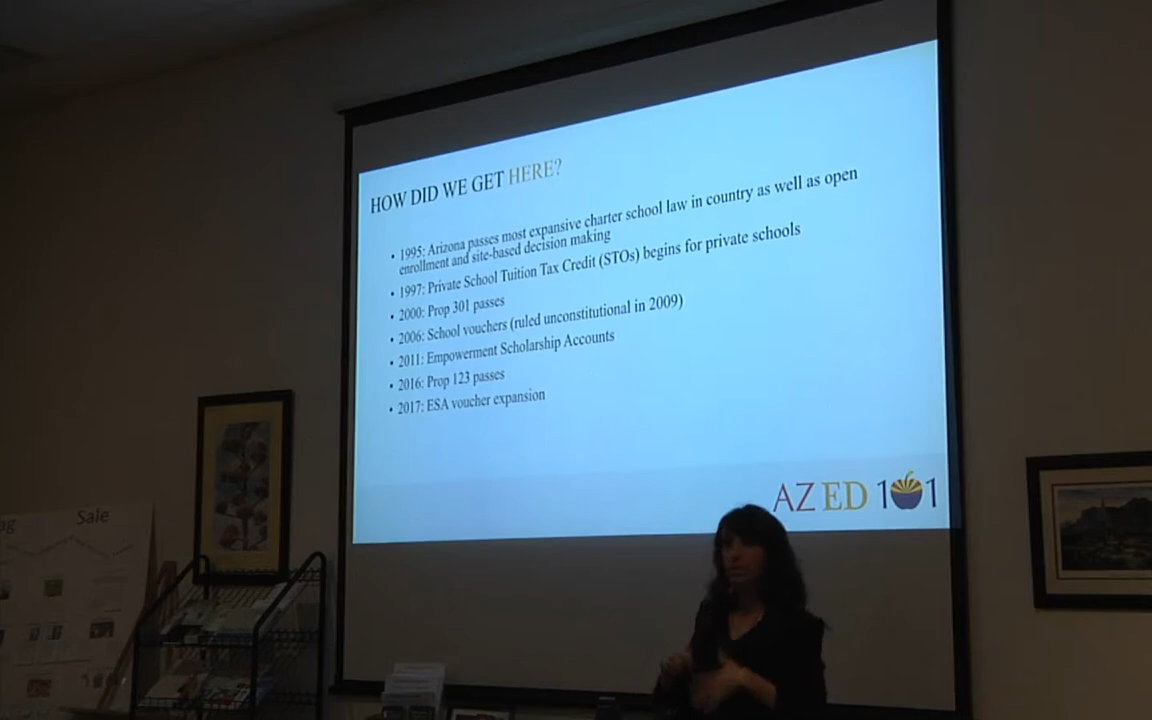 HOW DID WE GET HERE?
• 1995: Arizona passes most expansive charter school law in country as well as open
enrollment and site-based decision making
• 1997: Private School Tuition Tax Credit (STOs) begins for private schools
• 2000: Prop 301 passes
• 2006: School vouchers (ruled unconstitutional in 2009)
• 2011: Empowerment Scholarship Accounts
• 2016: Prop 123 passes
• 2017: ESA voucher expansion
AZ ED 101
Sale